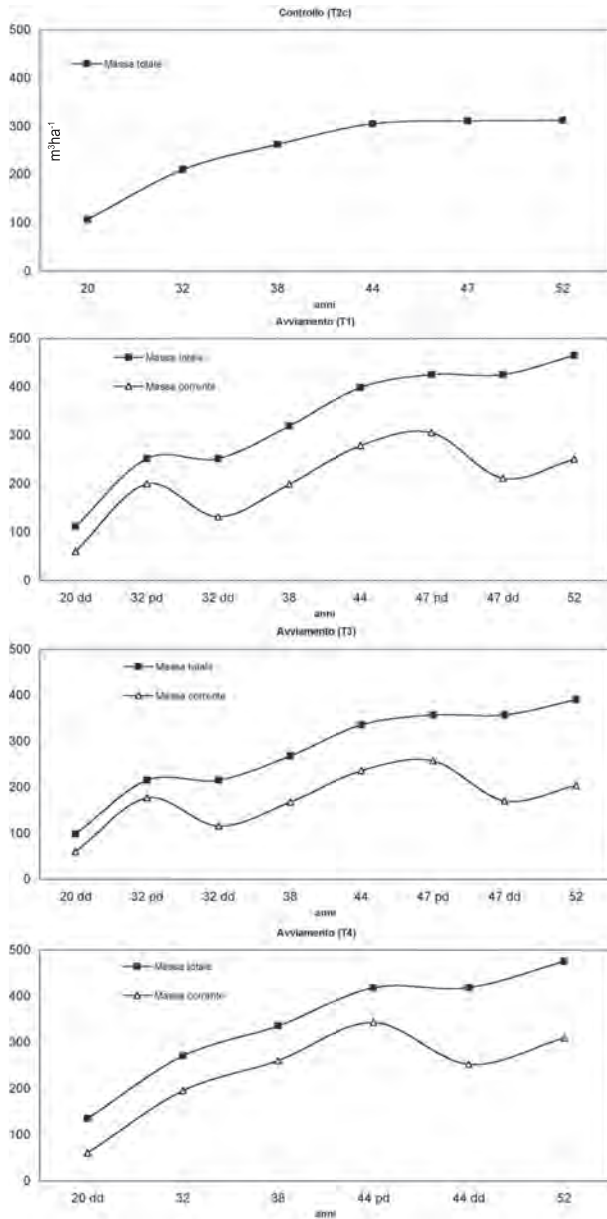 Controllo (T2c)
500
Massa totale
400
m³ha⁻¹
300
200
100
0
20 32 38 44 47 52
anni
Avviamento (T1)
500
Massa totale
400
Massa corrente
300
200
100
0
20 dd 32 pd 32 dd 38 44 47 pd 47 dd 52
anni
Avviamento (T3)
500
Massa totale
400
Massa corrente
300
200
100
0
20 dd 32 pd 32 dd 38 44 47 pd 47 dd 52
anni
Avviamento (T4)
500
Massa totale
400
Massa corrente
300
200
100
0
20 dd 32 38 44 pd 44 dd 52
anni